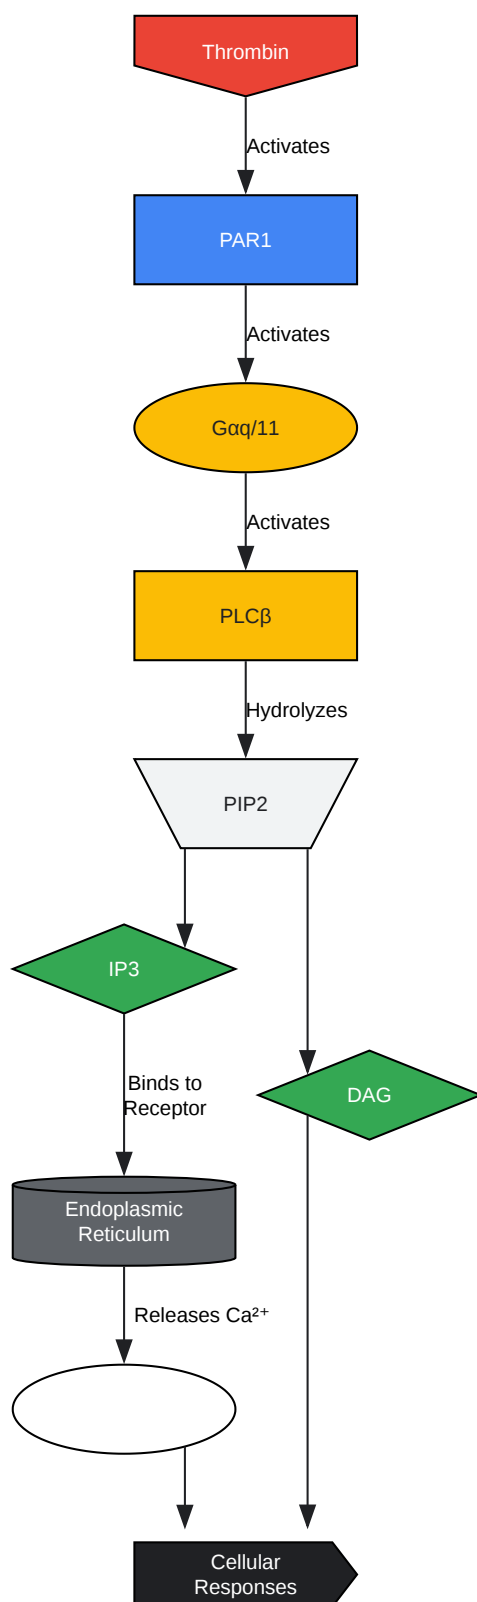 Thrombin
Activates
PAR1
Activates
Gαq/11
Activates
PLCβ
Hydrolyzes
PIP2
IP3
Binds to
Receptor
DAG
Endoplasmic
Reticulum
Releases Ca²⁺
Cellular
Responses